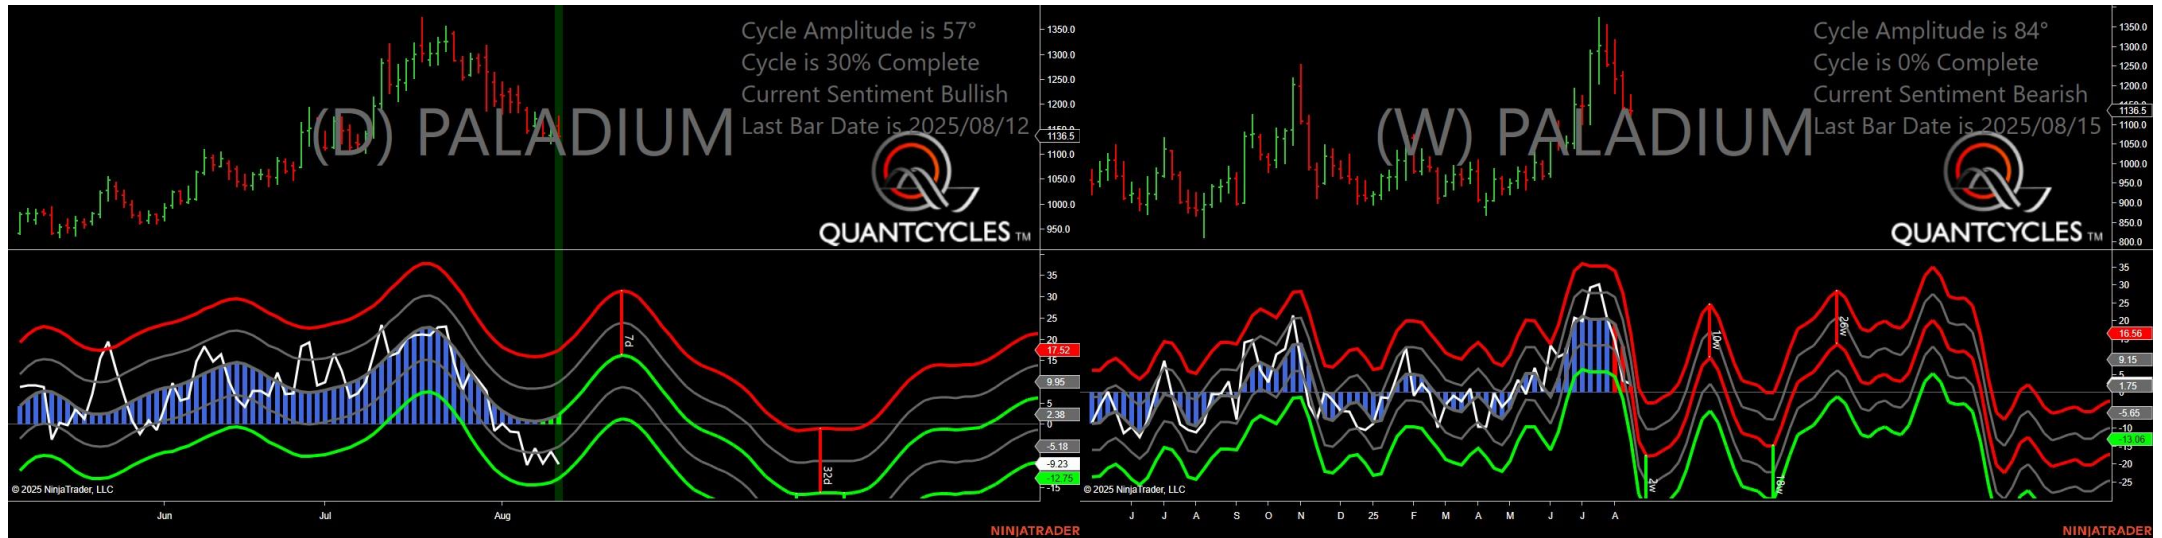 Cycle Amplitude is 57°
Cycle is 30% Complete
Current Sentiment Bullish
Last Bar Date is 2025/08/12
(D) PALADIUM
QUANTCYCLES TM
1350.0
1300.0
1250.0
1200.0
1136.5
1100.0
1050.0
1000.0
950.0
7d
32d
35
30
25
20
17.52
15
9.95
5
2.38
0
-5.18
-9.23
-12.75
-15
© 2025 NinjaTrader, LLC
Jun
Jul
Aug
NINJATRADER
Cycle Amplitude is 84°
Cycle is 0% Complete
Current Sentiment Bearish
Last Bar Date is 2025/08/15
(W) PALADIUM
QUANTCYCLES TM
1350.0
1300.0
1250.0
1200.0
1136.5
1100.0
1050.0
1000.0
950.0
900.0
850.0
800.0
2w
10w
26w
35
30
25
20
16.56
9.15
5
1.75
0
-5.65
-10
-13.06
-15
-20
-25
© 2025 NinjaTrader, LLC
J J A S O N D 25 F M A M J J A
NINJATRADER